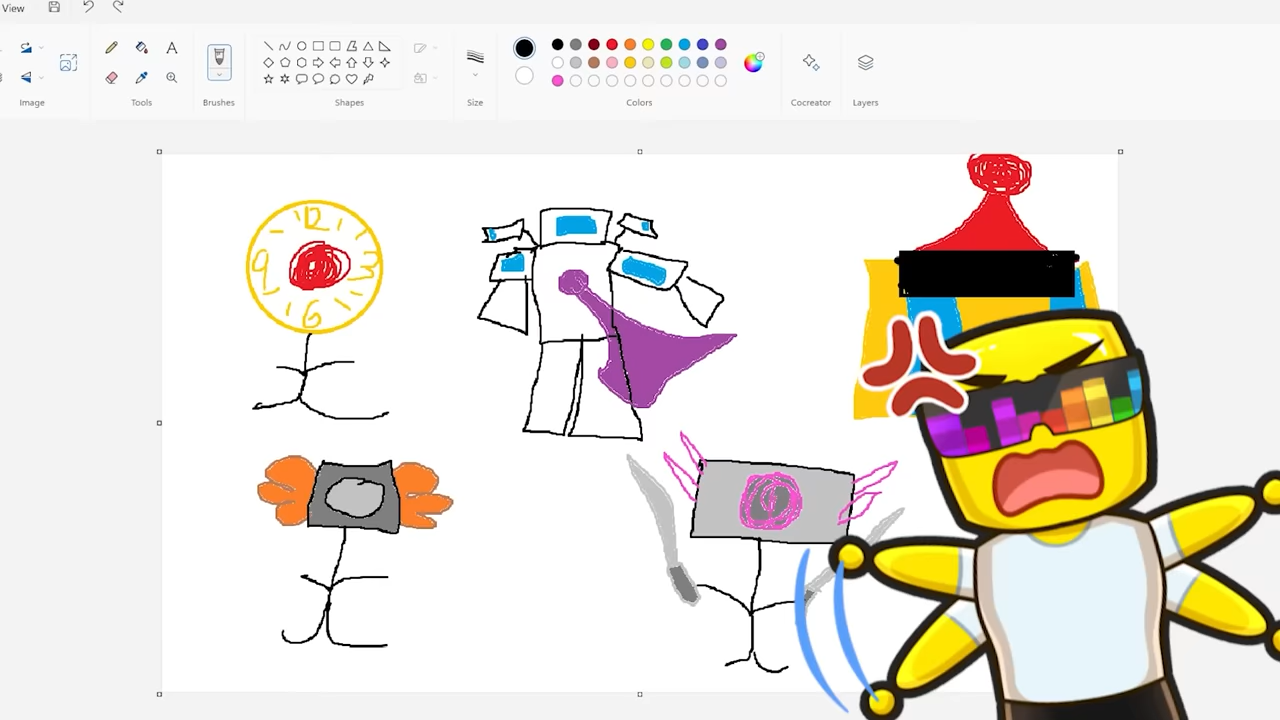 View
A
Image
Tools
Brushes
Shapes
Size
Colors
Cocreator
Layers
12
9
3
6